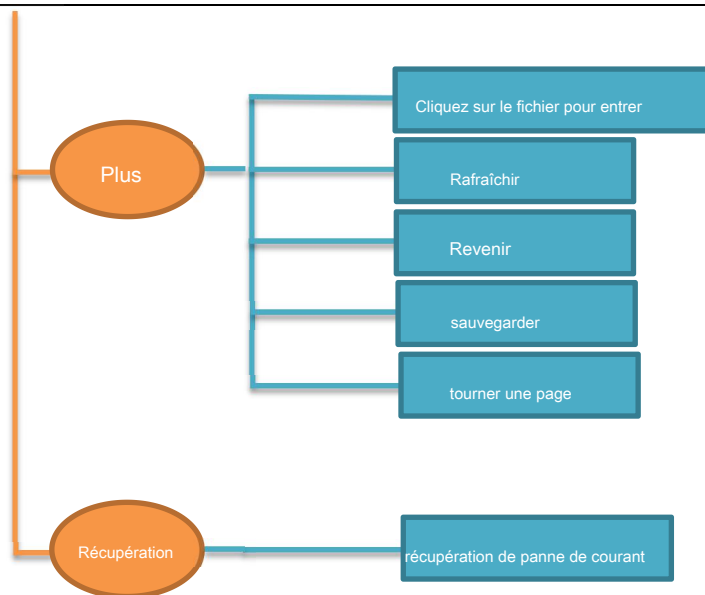 Cliquez sur le fichier pour entrer
Plus
Rafraîchir
Revenir
sauvegarder
tourner une page
Récupération
récupération de panne de courant